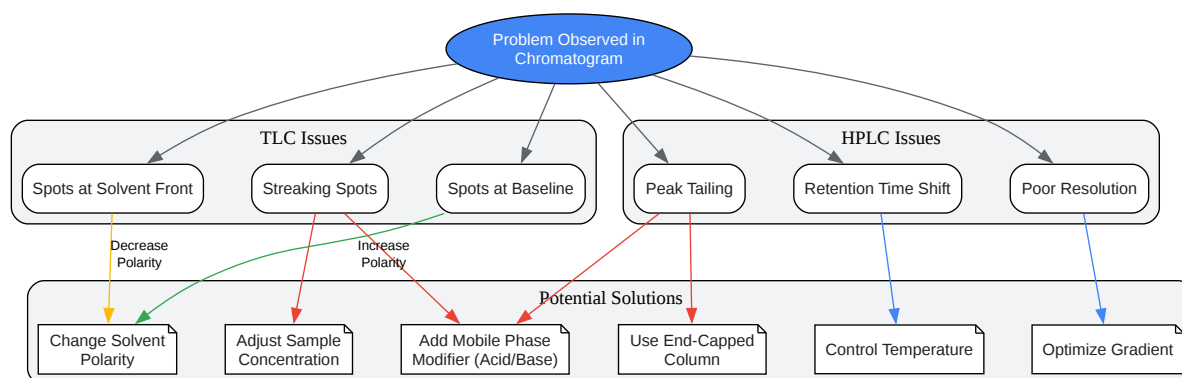 Problem Observed in
Chromatogram
TLC Issues
HPLC Issues
Spots at Solvent Front
Streaking Spots
Spots at Baseline
Peak Tailing
Retention Time Shift
Poor Resolution
Decrease
Polarity
Increase
Polarity
Potential Solutions
Change Solvent
Polarity
Adjust Sample
Concentration
Add Mobile Phase
Modifier (Acid/Base)
Use End-Capped
Column
Control Temperature
Optimize Gradient